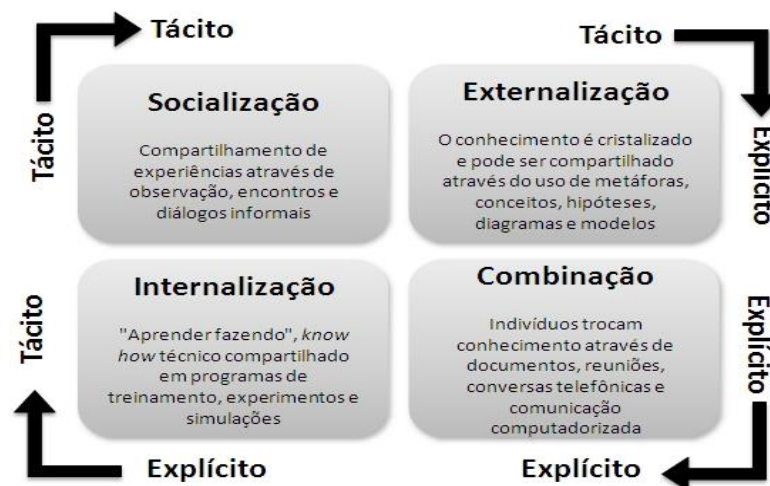 Tácito
Tácito
Tácito
Explícito
Socialização
Compartilhamento de
experiências através de
observação, encontros e
diálogos informais
Externalização
O conhecimento é cristalizado
e pode ser compartilhado
através do uso de metáforas,
conceitos, hipóteses,
diagramas e modelos
Tácito
Explícito
Internalização
"Aprender fazendo", know
how técnico compartilhado
em programas de
treinamento, experimentos e
simulações
Combinação
Indivíduos trocam
conhecimento através de
documentos, reuniões,
conversas telefônicas e
comunicação
computadorizada
Explícito
Explícito